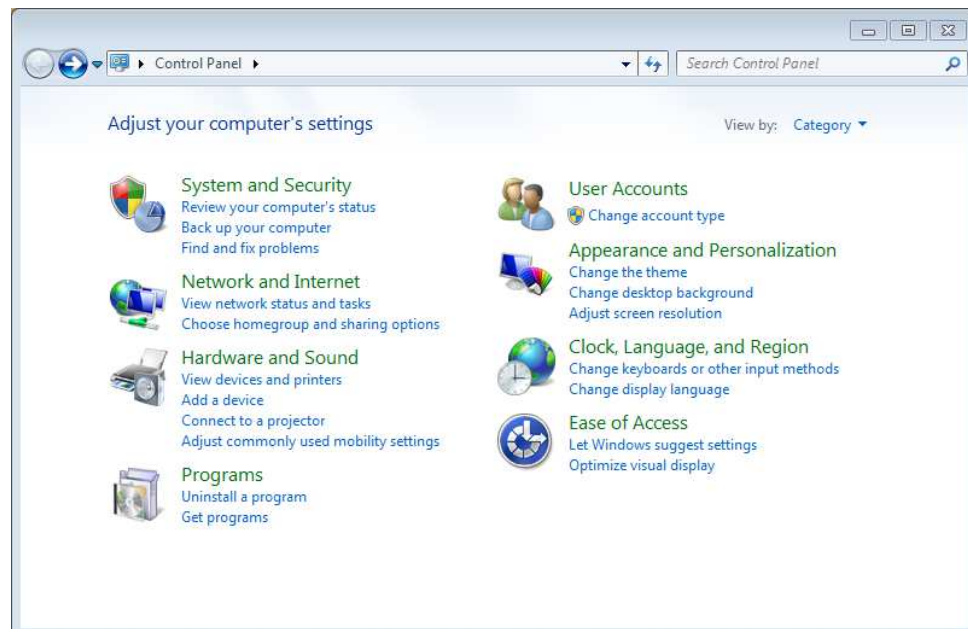 Control Panel
Search Control Panel
Adjust your computer's settings
View by: Category
System and Security
Review your computer's status
Back up your computer
Find and fix problems
Network and Internet
View network status and tasks
Choose homegroup and sharing options
Hardware and Sound
View devices and printers
Add a device
Connect to a projector
Adjust commonly used mobility settings
Programs
Uninstall a program
Get programs
User Accounts
Change account type
Appearance and Personalization
Change the theme
Change desktop background
Adjust screen resolution
Clock, Language, and Region
Change keyboards or other input methods
Change display language
Ease of Access
Let Windows suggest settings
Optimize visual display